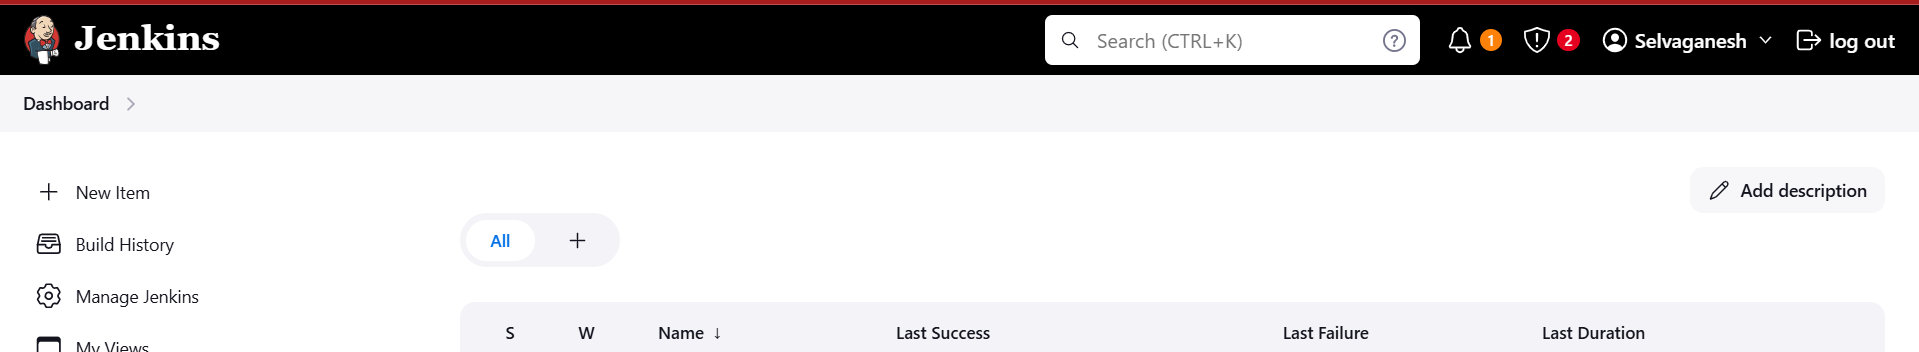 Jenkins
Search (CTRL+K)
1
2
Selvaganesh
log out
Dashboard
New Item
Add description
Build History
All
Manage Jenkins
My Views
S W Name ↓ Last Success Last Failure Last Duration